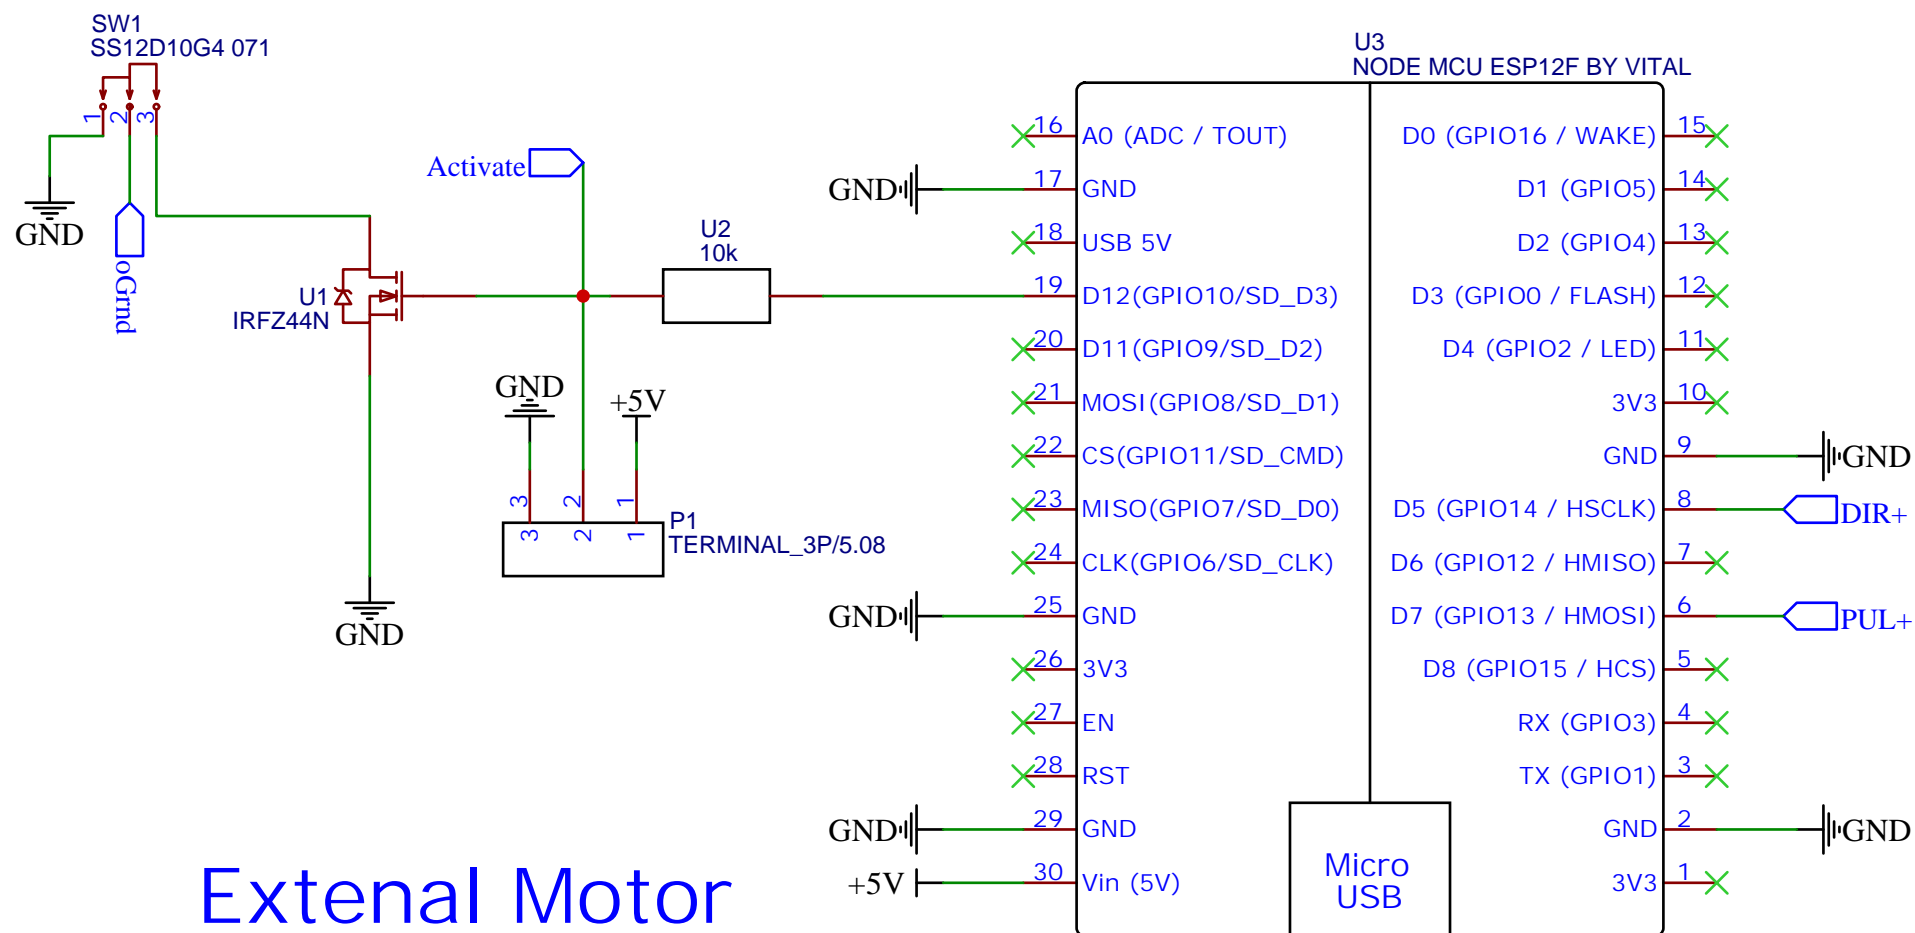 SW1
SS12D10G4 071
1
2
3
GND
oGrnd
Activate
U1
IRFZ44N
GND
U2
10k
GND
+5V
3
2
1
3
2
1
P1
TERMINAL_3P/5.08
U3
NODE MCU ESP12F BY VITAL
16 A0 (ADC / TOUT)
GND 17 GND
18 USB 5V
19 D12(GPIO10/SD_D3)
20 D11(GPIO9/SD_D2)
21 MOSI(GPIO8/SD_D1)
22 CS(GPIO11/SD_CMD)
23 MISO(GPIO7/SD_D0)
24 CLK(GPIO6/SD_CLK)
GND 25 GND
26 3V3
27 EN
28 RST
GND 29 GND
+5V 30 Vin (5V)
D0 (GPIO16 / WAKE) 15
D1 (GPIO5) 14
D2 (GPIO4) 13
D3 (GPIO0 / FLASH) 12
D4 (GPIO2 / LED) 11
3V3 10
GND 9 GND
D5 (GPIO14 / HSCLK) 8 DIR+
D6 (GPIO12 / HMISO) 7
D7 (GPIO13 / HMOSI) 6 PUL+
D8 (GPIO15 / HCS) 5
RX (GPIO3) 4
TX (GPIO1) 3
GND 2 GND
3V3 1
Micro
USB
Extenal Motor